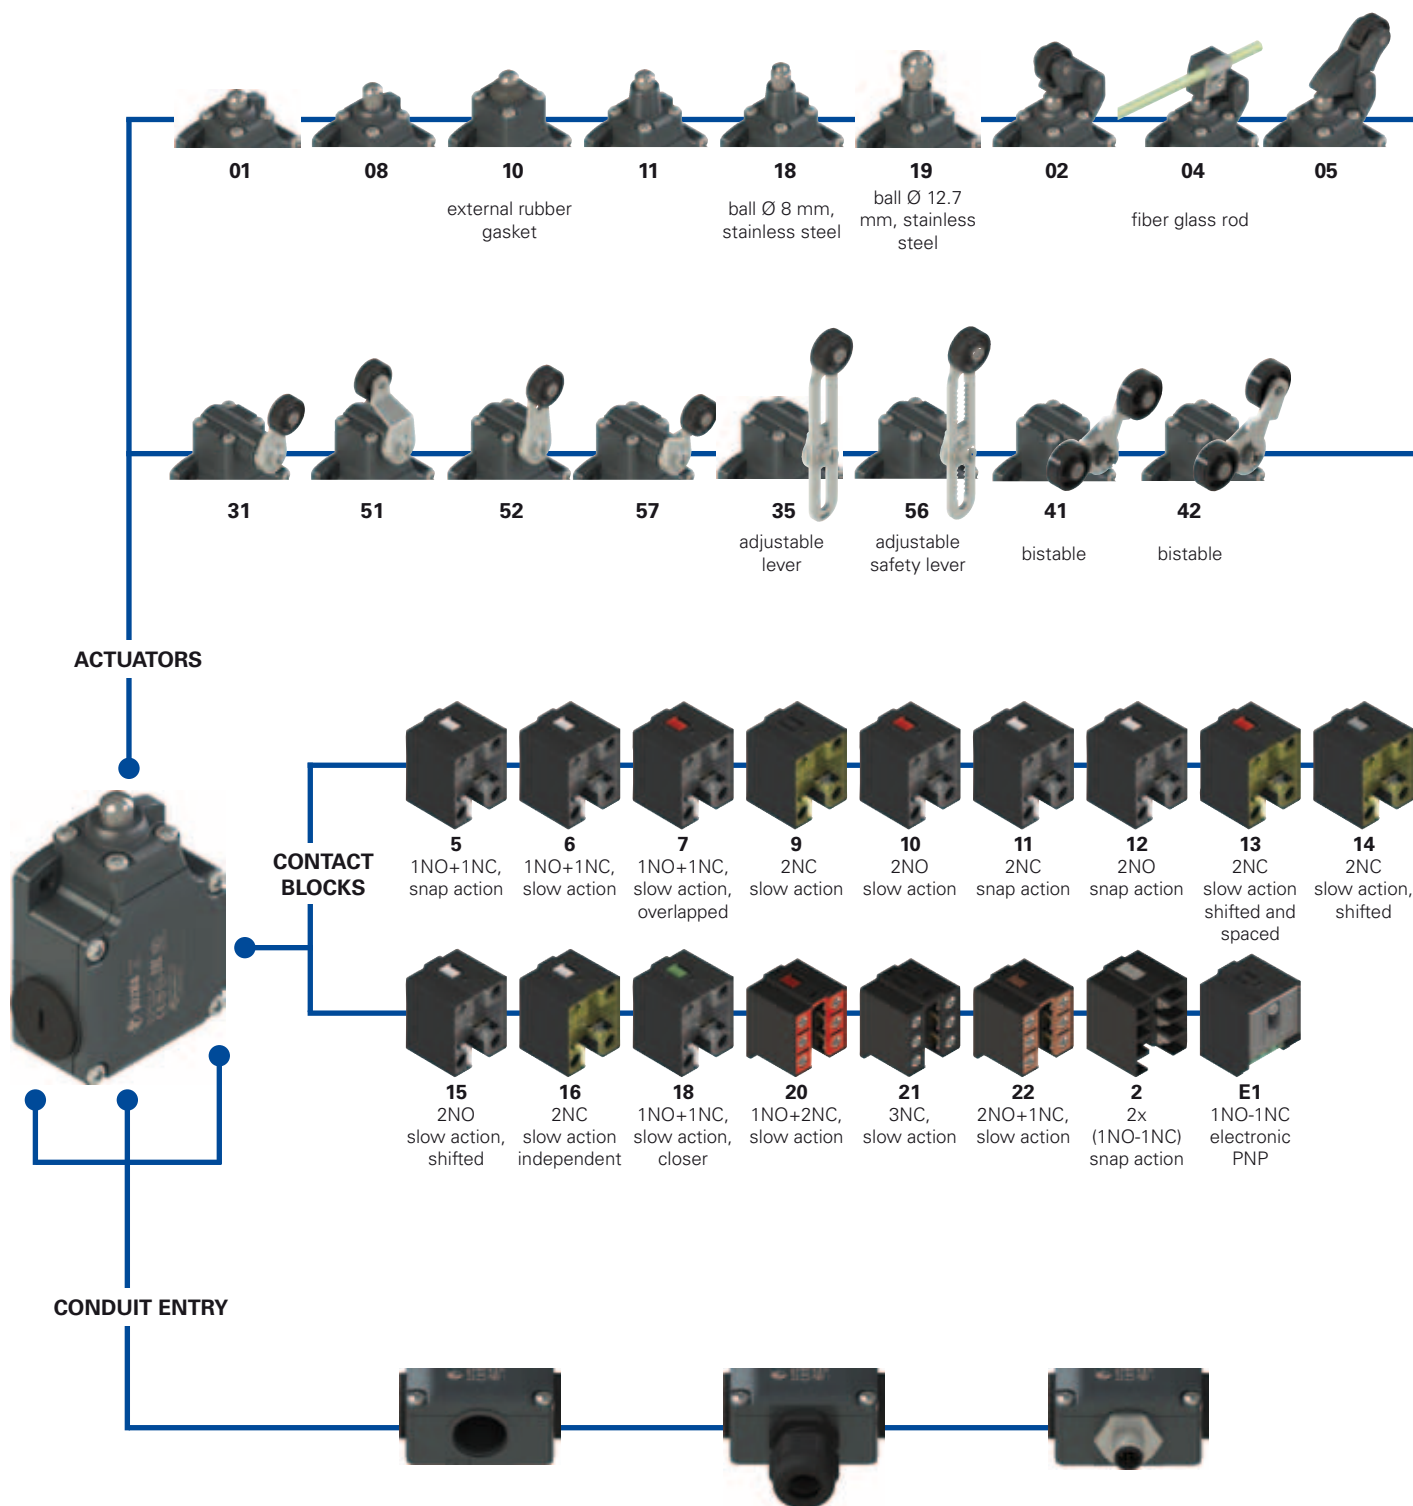 01
08
10
external rubber
gasket
11
18
ball Ø 8 mm,
stainless steel
19
ball Ø 12.7
mm, stainless
steel
02
04
fiber glass rod
05
31
51
52
57
35
adjustable
lever
56
adjustable
safety lever
41
bistable
42
bistable
ACTUATORS
CONTACT
BLOCKS
5
1NO+1NC,
snap action
6
1NO+1NC,
slow action
7
1NO+1NC,
slow action,
overlapped
9
2NC
slow action
10
2NO
slow action
11
2NC
snap action
12
2NO
snap action
13
2NC
slow action
shifted and
spaced
14
2NC
slow action,
shifted
15
2NO
slow action,
shifted
16
2NC
slow action
independent
18
1NO+1NC,
slow action,
closer
20
1NO+2NC,
slow action
21
3NC,
slow action
22
2NO+1NC,
slow action
2
2x
(1NO-1NC)
snap action
E1
1NO-1NC
electronic
PNP
CONDUIT ENTRY